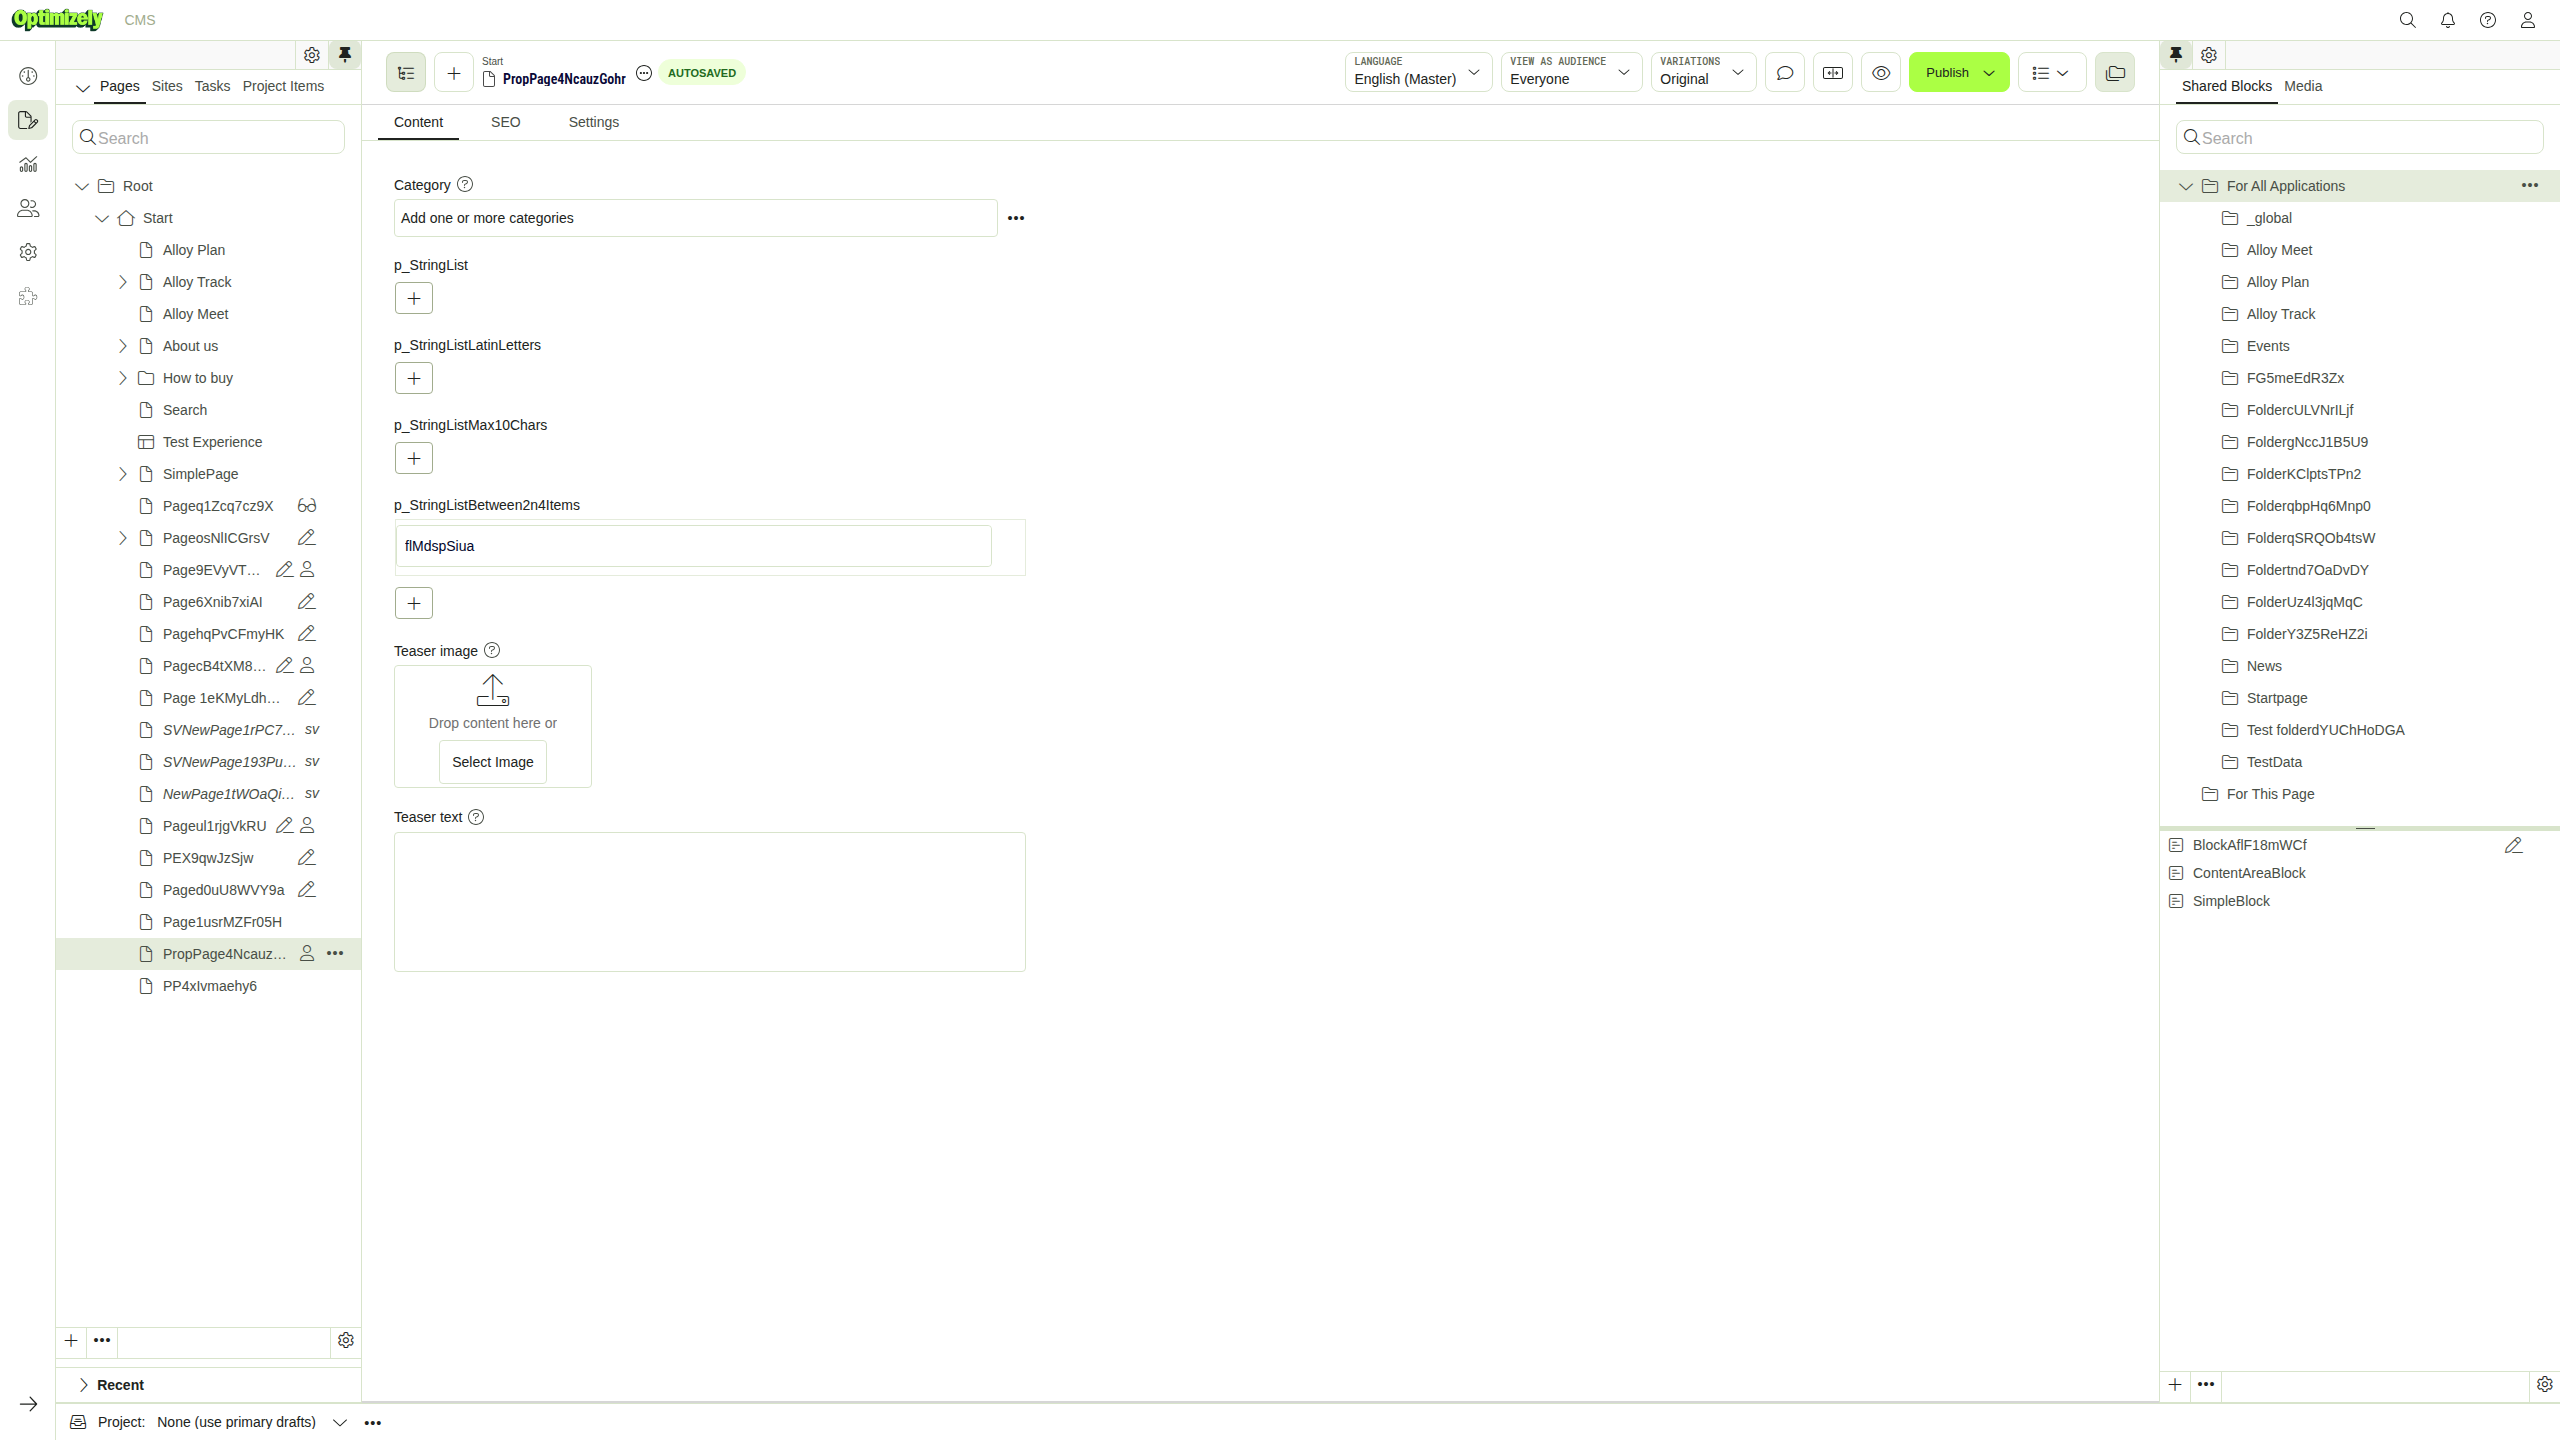 Optimizely
CMS
Pages
Sites
Tasks
Project Items
Search
Root
Start
Alloy Plan
Alloy Track
Alloy Meet
About us
How to buy
Search
Test Experience
SimplePage
Pageq1Zcq7cz9X
PageosNlICGrsV
Page9EVyVT…
Page6Xnib7xiAI
PagehqPvCFmyHK
PagecB4tXM8…
Page 1eKMyLdh…
SVNewPage1rPC7… sv
SVNewPage193Pu… sv
NewPage1tWOaQi… sv
Pageul1rjgVkRU
PEX9qwJzSjw
Paged0uU8WVY9a
Page1usrMZFr05H
PropPage4Ncauz…
PP4xIvmaehy6
Recent
Project: None (use primary drafts)
Start
PropPage4NcauzGohr
AUTOSAVED
LANGUAGE
English (Master)
VIEW AS AUDIENCE
Everyone
VARIATIONS
Original
Publish
Content
SEO
Settings
Category
Add one or more categories
p_StringList
p_StringListLatinLetters
p_StringListMax10Chars
p_StringListBetween2n4Items
flMdspSiua
Teaser image
Drop content here or
Select Image
Teaser text
Shared Blocks
Media
Search
For All Applications
_global
Alloy Meet
Alloy Plan
Alloy Track
Events
FG5meEdR3Zx
FoldercULVNrILjf
FoldergNccJ1B5U9
FolderKClptsTPn2
FolderqbpHq6Mnp0
FolderqSRQOb4tsW
Foldertnd7OaDvDY
FolderUz4l3jqMqC
FolderY3Z5ReHZ2i
News
Startpage
Test folderdYUChHoDGA
TestData
For This Page
BlockAflF18mWCf
ContentAreaBlock
SimpleBlock